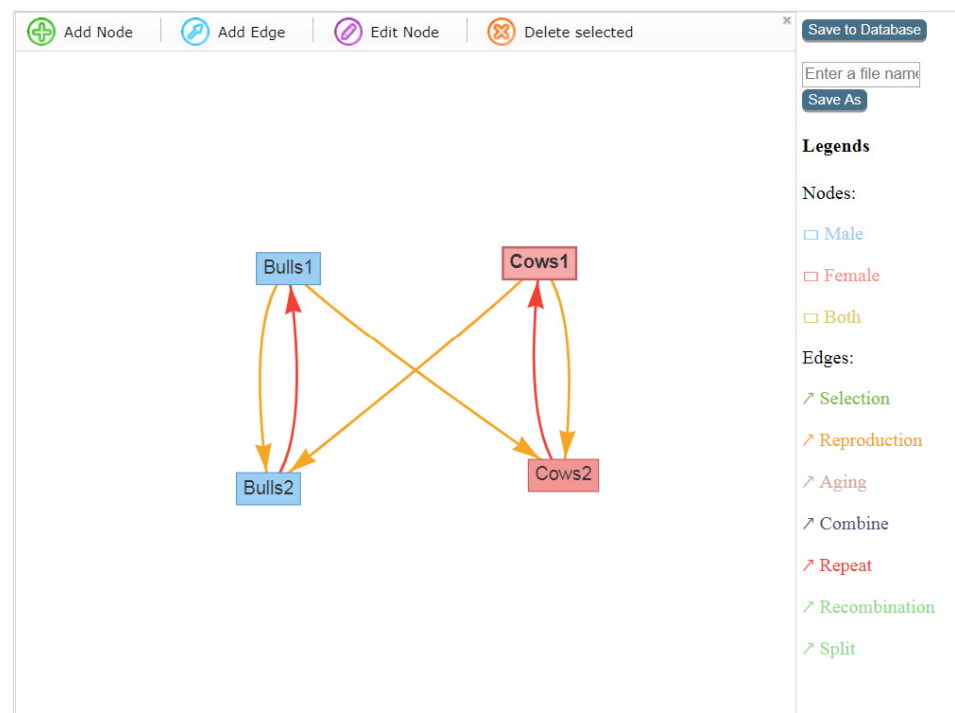 Add Node
Add Edge
Edit Node
Delete selected
Save to Database
Enter a file name
Save As
Legends
Nodes:
Male
Female
Both
Edges:
Selection
Reproduction
Aging
Combine
Repeat
Recombination
Split
Bulls1
Cows1
Bulls2
Cows2